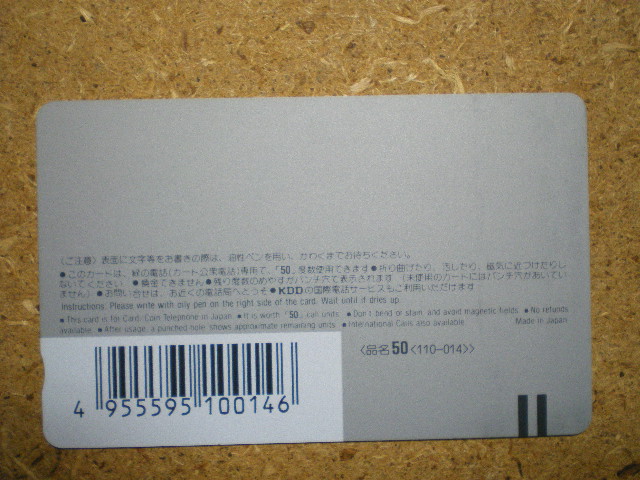 〈ご注意〉表面に文字等をお書きの際は、油性ペンを用い、かわくまでお待ちください。
●このカードは、緑の電話(カード公衆電話)専用で、「50」度数使用できます●折り曲げたり、汚したり、磁気に近づけたりし
ないでください ●換金できません●残り度数のめやすがパンチ穴で表示されます。(未使用のカードにはパンチ穴があいてい
ません) ●お問い合せは、お近くの電話局へどうぞ●KDDの国際電話サービスもご利用いただけます
Instructions: Please write with oily pen on the right side of the card. Wait until it dries up.
● This card is for Card/Coin Telephone in Japan ● It is worth「50」call units ● Don't bend or stain, and avoid magnetic fields ● No refunds
available. ● After usage, a punched hole shows approximate remaining units. ● International Calls also available. Made in Japan
〈品名50〈110-014〉〉
4 955595 100146